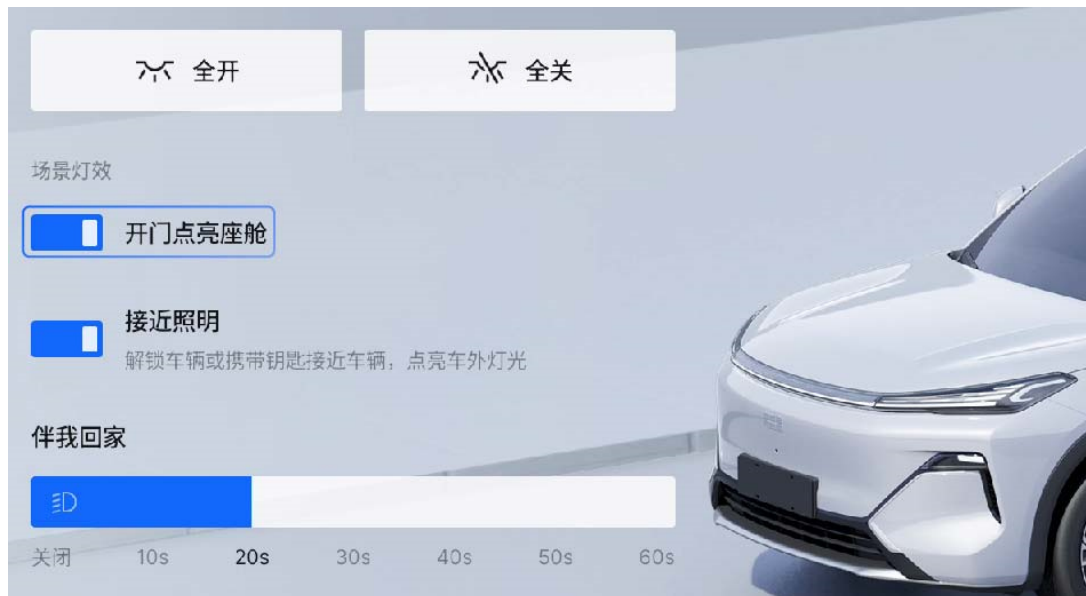 全开
全关
场景灯效
开门点亮座舱
接近照明
解锁车辆或携带钥匙接近车辆，点亮车外灯光
伴我回家
关闭 10s 20s 30s 40s 50s 60s